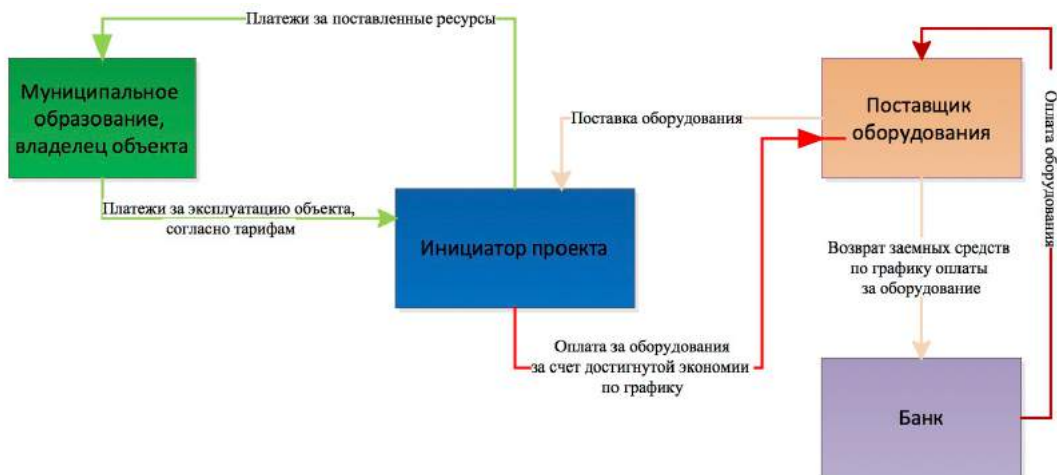 Платежи за поставленные ресурсы
Муниципальное
образование,
владелец объекта
Поставка оборудования
Поставщик
оборудования
Оплата оборудования
Платежи за эксплуатацию объекта,
согласно тарифам
Инициатор проекта
Возврат заемных средств
по графику оплаты
за оборудование
Оплата за оборудования
за счет достигнутой экономии
по графику
Банк